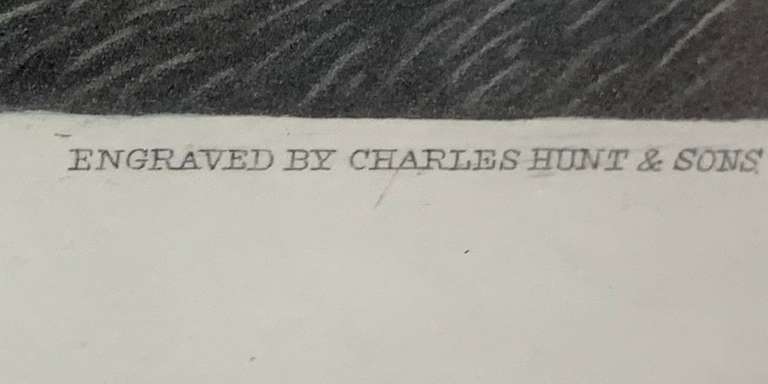 ENGRAVED BY CHARLES HUNT & SONS